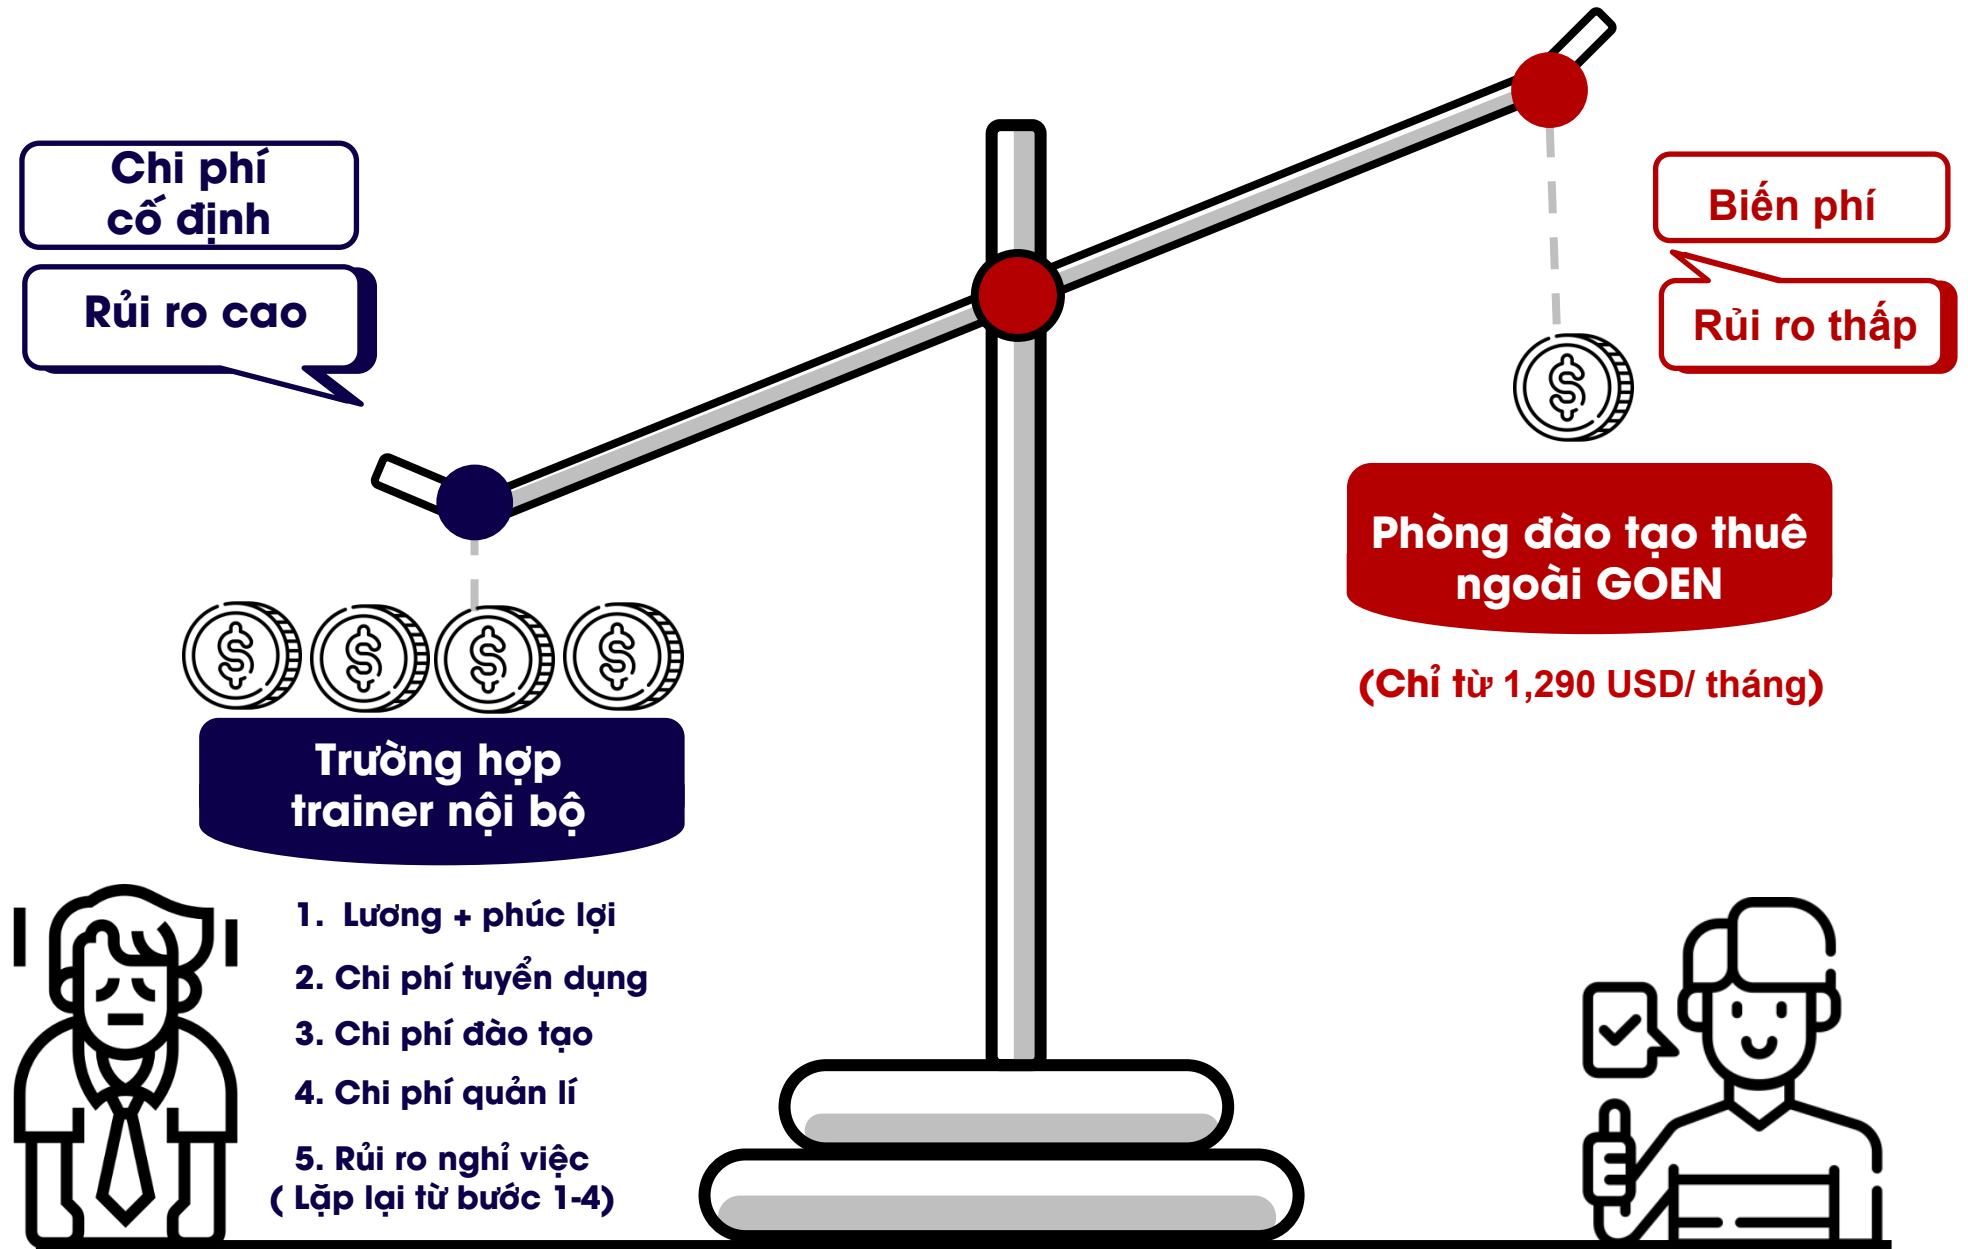 Chi phí
cố định
Rủi ro cao
Biến phí
Rủi ro thấp
Phòng đào tạo thuê
ngoài GOEN
(Chỉ từ 1,290 USD/ tháng)
Trường hợp
trainer nội bộ
1. Lương + phúc lợi
2. Chi phí tuyển dụng
3. Chi phí đào tạo
4. Chi phí quản lí
5. Rủi ro nghỉ việc
( Lặp lại từ bước 1-4)